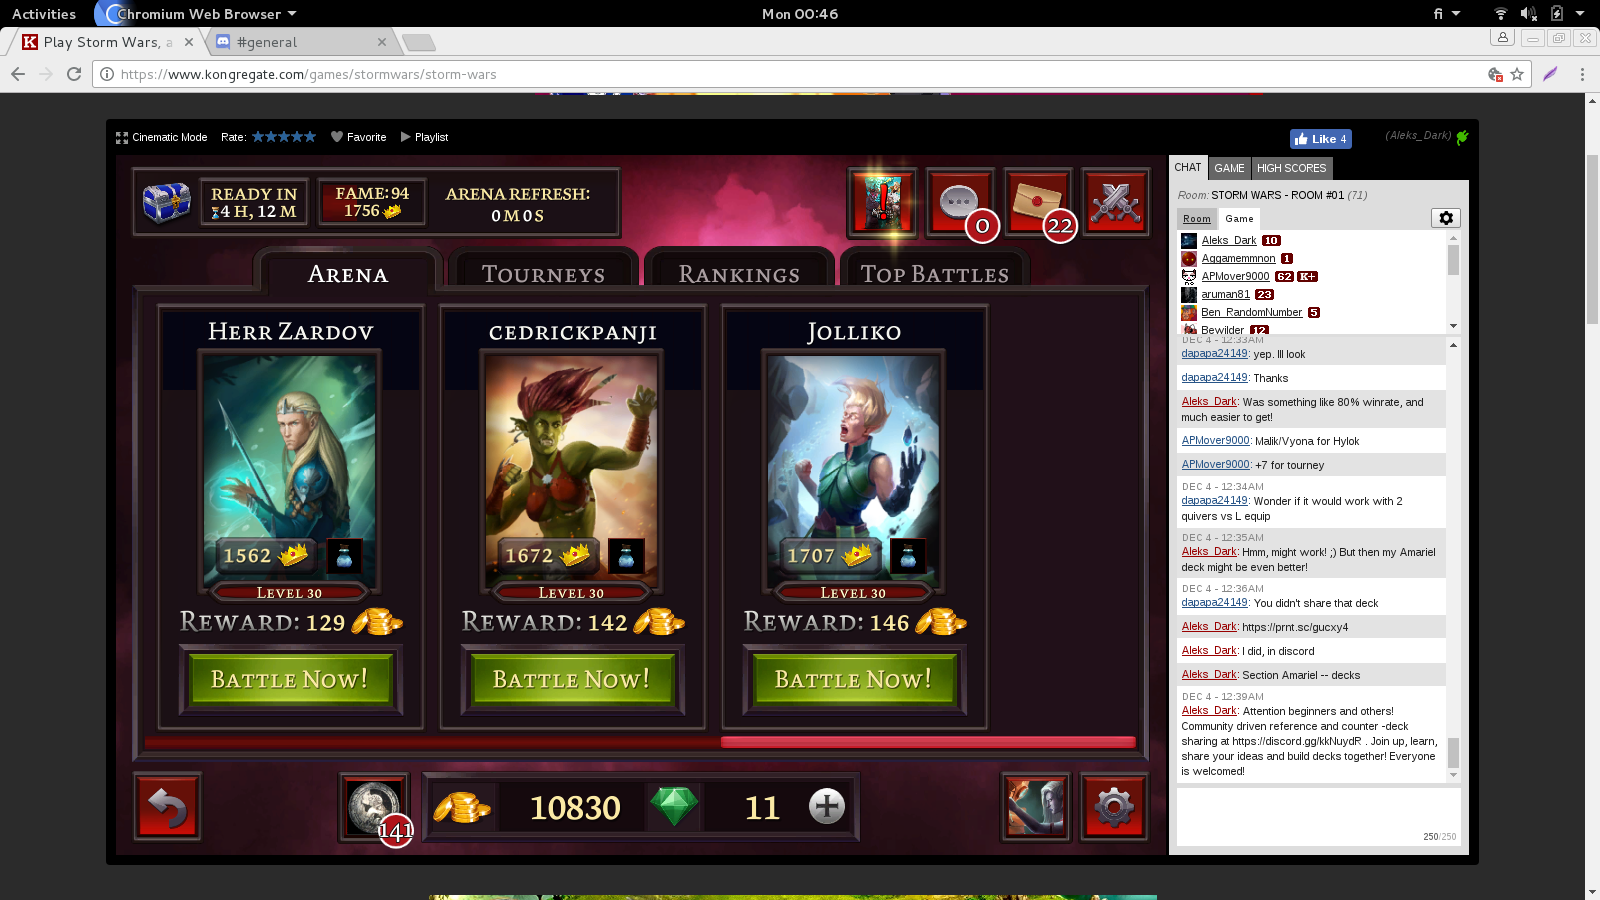 Activities
Chromium Web Browser
Mon 00:46
fi
Play Storm Wars, a
#general
https://www.kongregate.com/games/stormwars/storm-wars
Cinematic Mode
Rate:
Favorite
Playlist
Like 4
(Aleks_Dark)
READY IN
4 H, 12 M
FAME: 94
1756
ARENA REFRESH:
0 M 0 S
0
22
ARENA
TOURNEYS
RANKINGS
TOP BATTLES
HERR ZARDOV
1562
LEVEL 30
REWARD: 129
BATTLE NOW!
CEDRICKPANJI
1672
LEVEL 30
REWARD: 142
BATTLE NOW!
JOLLIKO
1707
LEVEL 30
REWARD: 146
BATTLE NOW!
141
10830
11
CHAT
GAME
HIGH SCORES
Room: STORM WARS - ROOM #01 (71)
Room
Game
Aleks_Dark 10
Aggamemmnon 1
APMover9000 62 K+
aruman81 23
Ben_RandomNumber 5
Bewilder 12
DEC 4 - 12:33AM
dapapa24149: yep. Ill look
dapapa24149: Thanks
Aleks_Dark: Was something like 80% winrate, and
much easier to get!
APMover9000: Malik/Vyona for Hylok
APMover9000: +7 for tourney
DEC 4 - 12:34AM
dapapa24149: Wonder if it would work with 2
quivers vs L equip
DEC 4 - 12:35AM
Aleks_Dark: Hmm, might work! ;) But then my Amariel
deck might be even better!
DEC 4 - 12:36AM
dapapa24149: You didn't share that deck
Aleks_Dark: https://prnt.sc/gucxy4
Aleks_Dark: I did, in discord
Aleks_Dark: Section Amariel -- decks
DEC 4 - 12:39AM
Aleks_Dark: Attention beginners and others!
Community driven reference and counter -deck
sharing at https://discord.gg/kkNuydR . Join up, learn,
share your ideas and build decks together! Everyone
is welcomed!
250/250